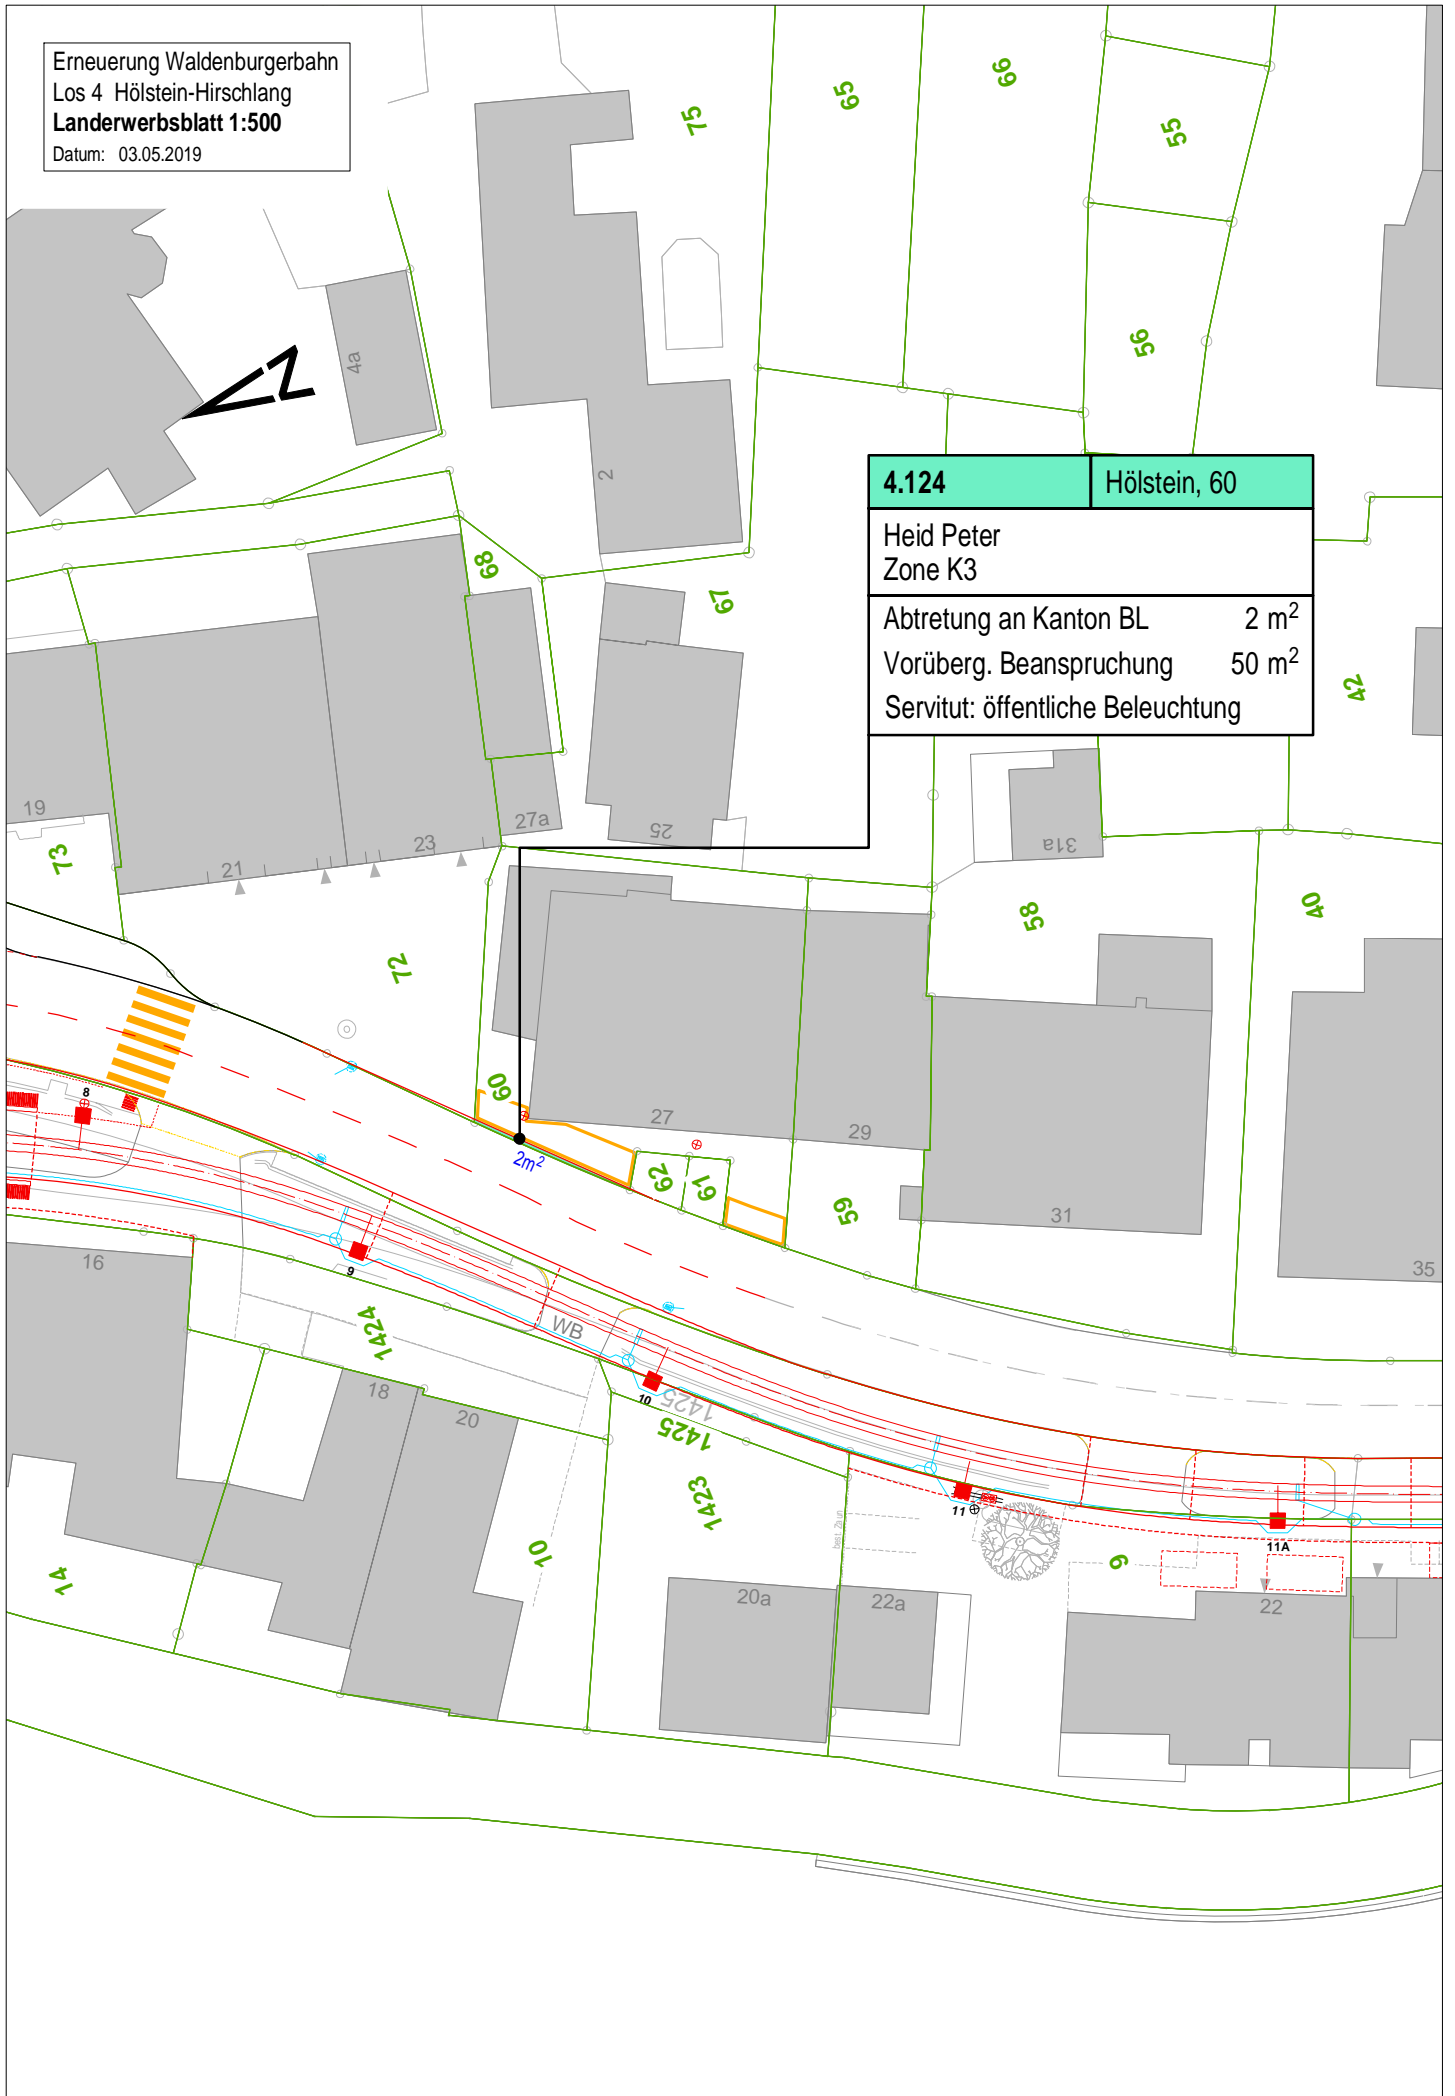 Erneuerung Waldenburgerbahn
Los 4 Hölstein-Hirschlang
Landerwerbsblatt 1:500
Datum: 03.05.2019
75
65
66
55
56
4a
2
4.124 Hölstein, 60
Heid Peter
Zone K3
Abtretung an Kanton BL 2 m²
Vorüberg. Beanspruchung 50 m²
Servitut: öffentliche Beleuchtung
N
68
67
42
19
21
23
27a
25
31a
73
72
58
40
60
27
29
2m²
62
61
59
31
35
8
16
9
1424
WB
18
20
10
1425
1425
1423
11
11A
best. Zaun
14
10
9
20a
22a
22